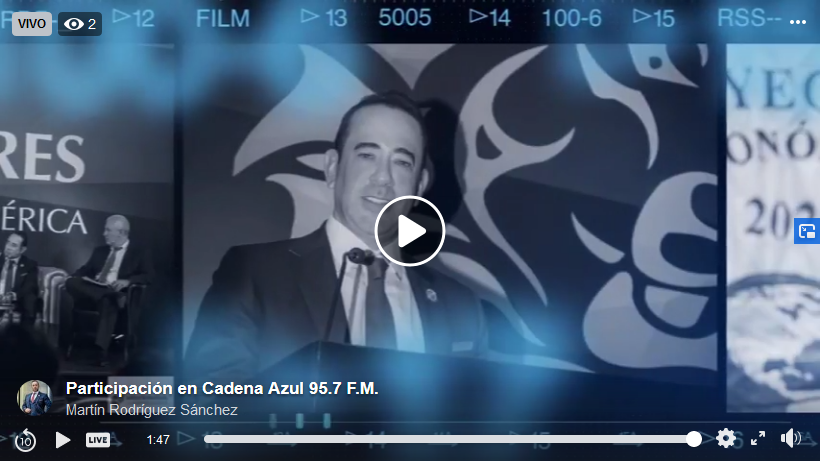 VIVO 2
12 FILM 13 5005 14 100-6 15 RSS--
RES
MÉRICA
YEC
ONÓ
202
Participación en Cadena Azul 95.7 F.M.
Martín Rodríguez Sánchez
10 LIVE 1:47